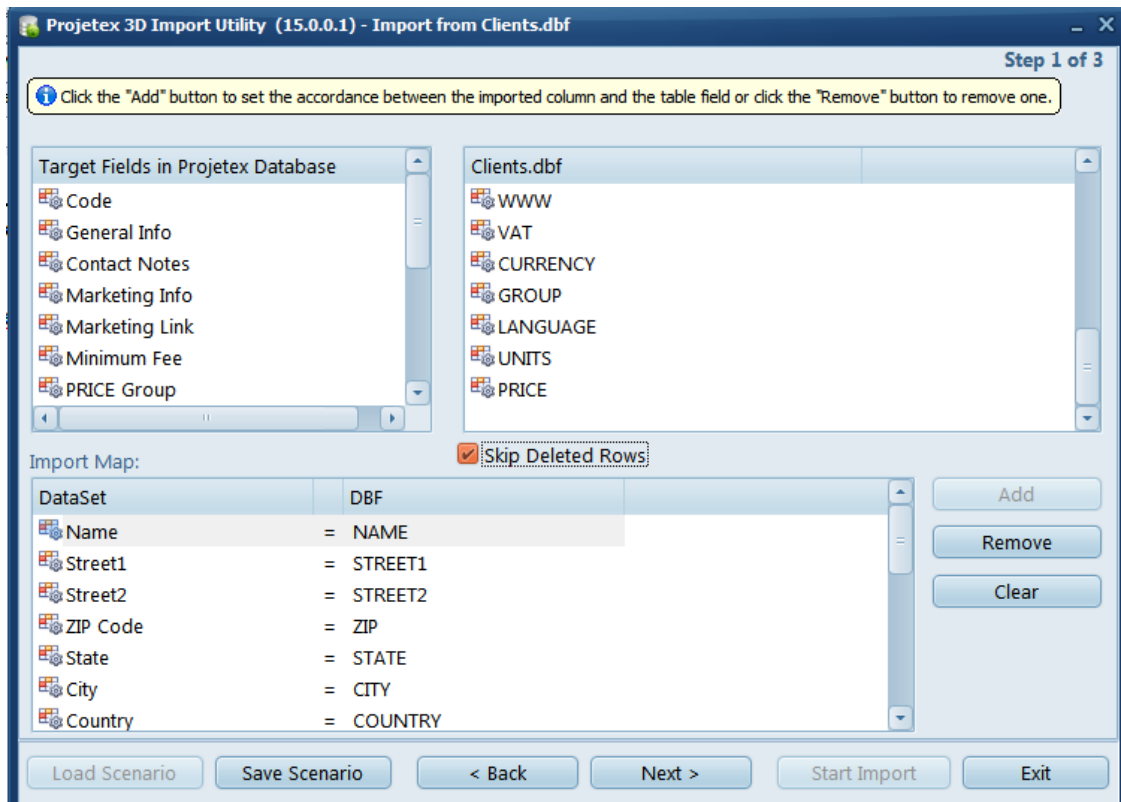 Projetex 3D Import Utility (15.0.0.1) - Import from Clients.dbf
Step 1 of 3
Click the "Add" button to set the accordance between the imported column and the table field or click the "Remove" button to remove one.
Target Fields in Projetex Database
Code
General Info
Contact Notes
Marketing Info
Marketing Link
Minimum Fee
PRICE Group
Clients.dbf
WWW
VAT
CURRENCY
GROUP
LANGUAGE
UNITS
PRICE
Skip Deleted Rows
Import Map:
DataSet DBF
Name = NAME
Street1 = STREET1
Street2 = STREET2
ZIP Code = ZIP
State = STATE
City = CITY
Country = COUNTRY
Add
Remove
Clear
Load Scenario Save Scenario < Back Next > Start Import Exit